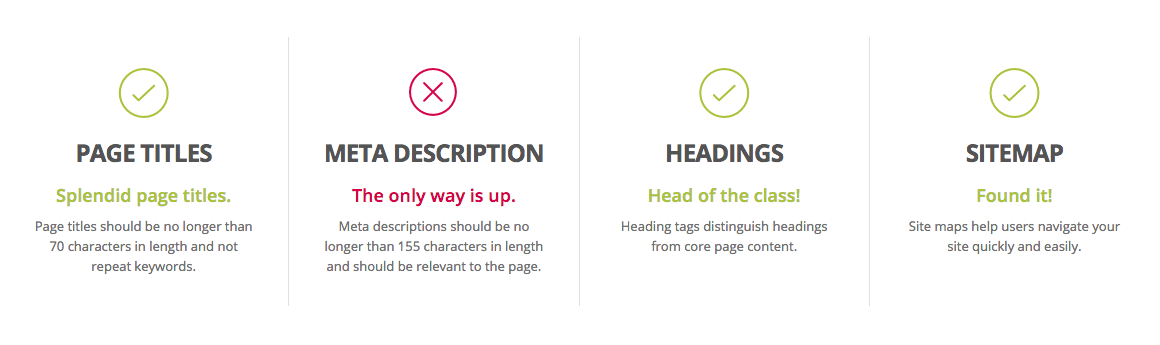 PAGE TITLES
Splendid page titles.
Page titles should be no longer than
70 characters in length and not
repeat keywords.
META DESCRIPTION
The only way is up.
Meta descriptions should be no
longer than 155 characters in length
and should be relevant to the page.
HEADINGS
Head of the class!
Heading tags distinguish headings
from core page content.
SITEMAP
Found it!
Site maps help users navigate your
site quickly and easily.